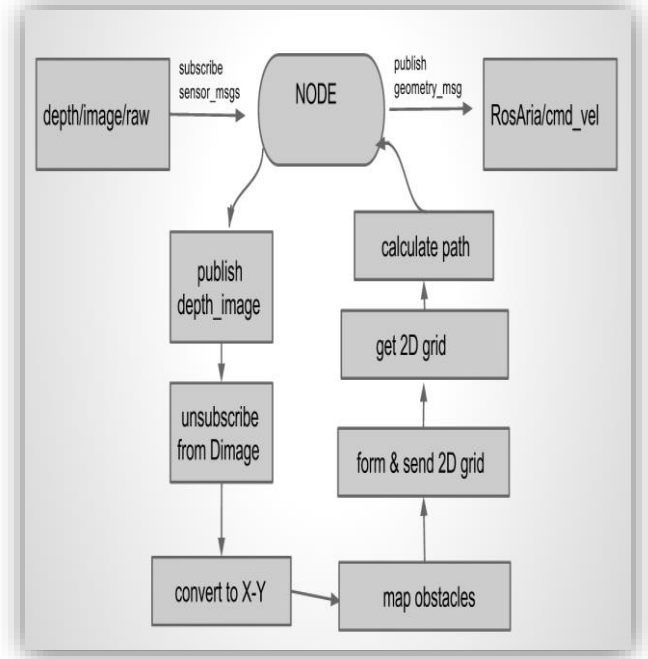 depth/image/raw
subscribe
sensor_msgs
NODE
publish
geometry_msg
RosAria/cmd_vel
publish
depth_image
unsubscribe
from Dimage
convert to X-Y
map obstacles
form & send 2D grid
get 2D grid
calculate path